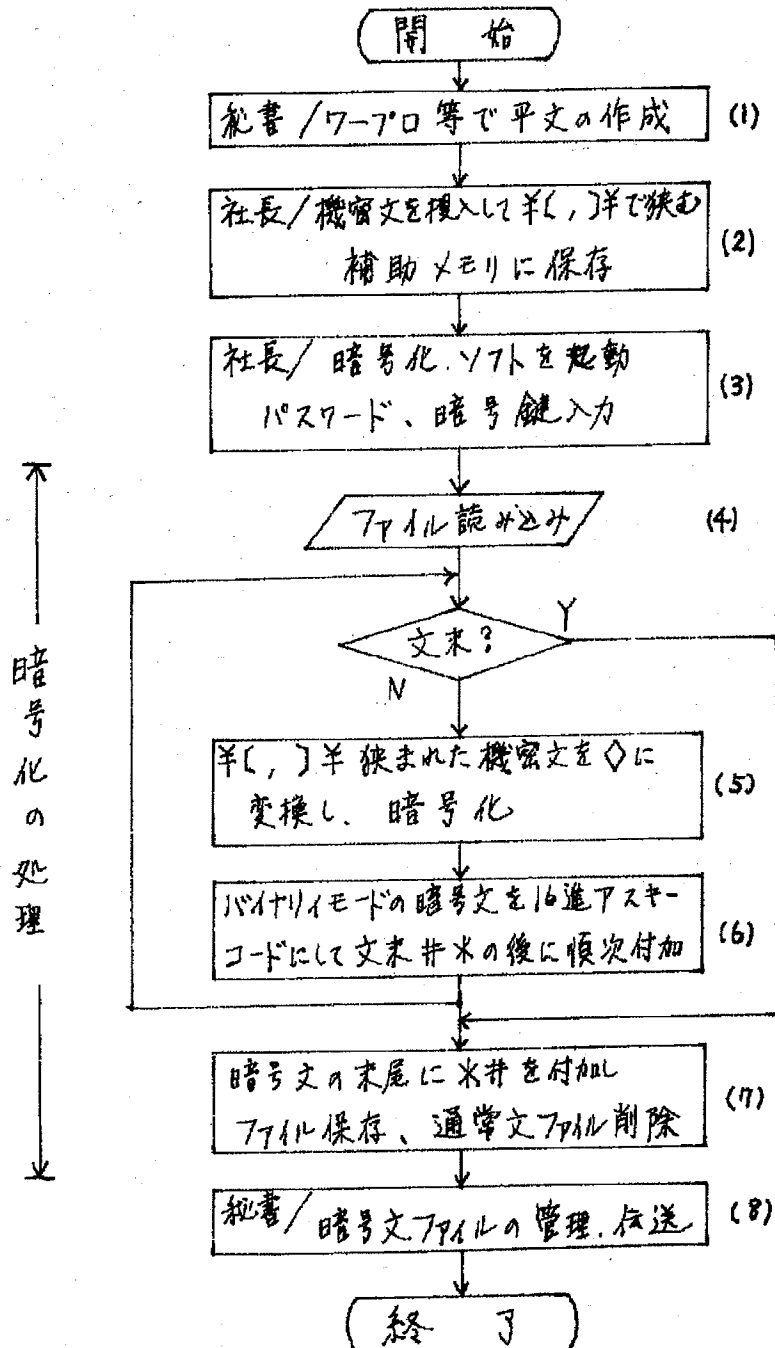 開 始
秘書/ワープロ等で平文の作成 (1)
社長/機密文を挿入して¥[,]¥で狭む
補助メモリに保存 (2)
社長/暗号化ソフトを起動
パスワード、暗号鍵入力 (3)
ファイル読み込み (4)
文末?
Y
N
¥[,]¥狭まれた機密文を◇に
変換し、暗号化 (5)
バイナリィモードの暗号文を16進アスキー
コードにして文末#*の後に順次付加 (6)
暗号文の末尾に*#を付加し
ファイル保存、通常文ファイル削除 (7)
秘書/暗号文ファイルの管理、伝送 (8)
終 了
暗号化の処理